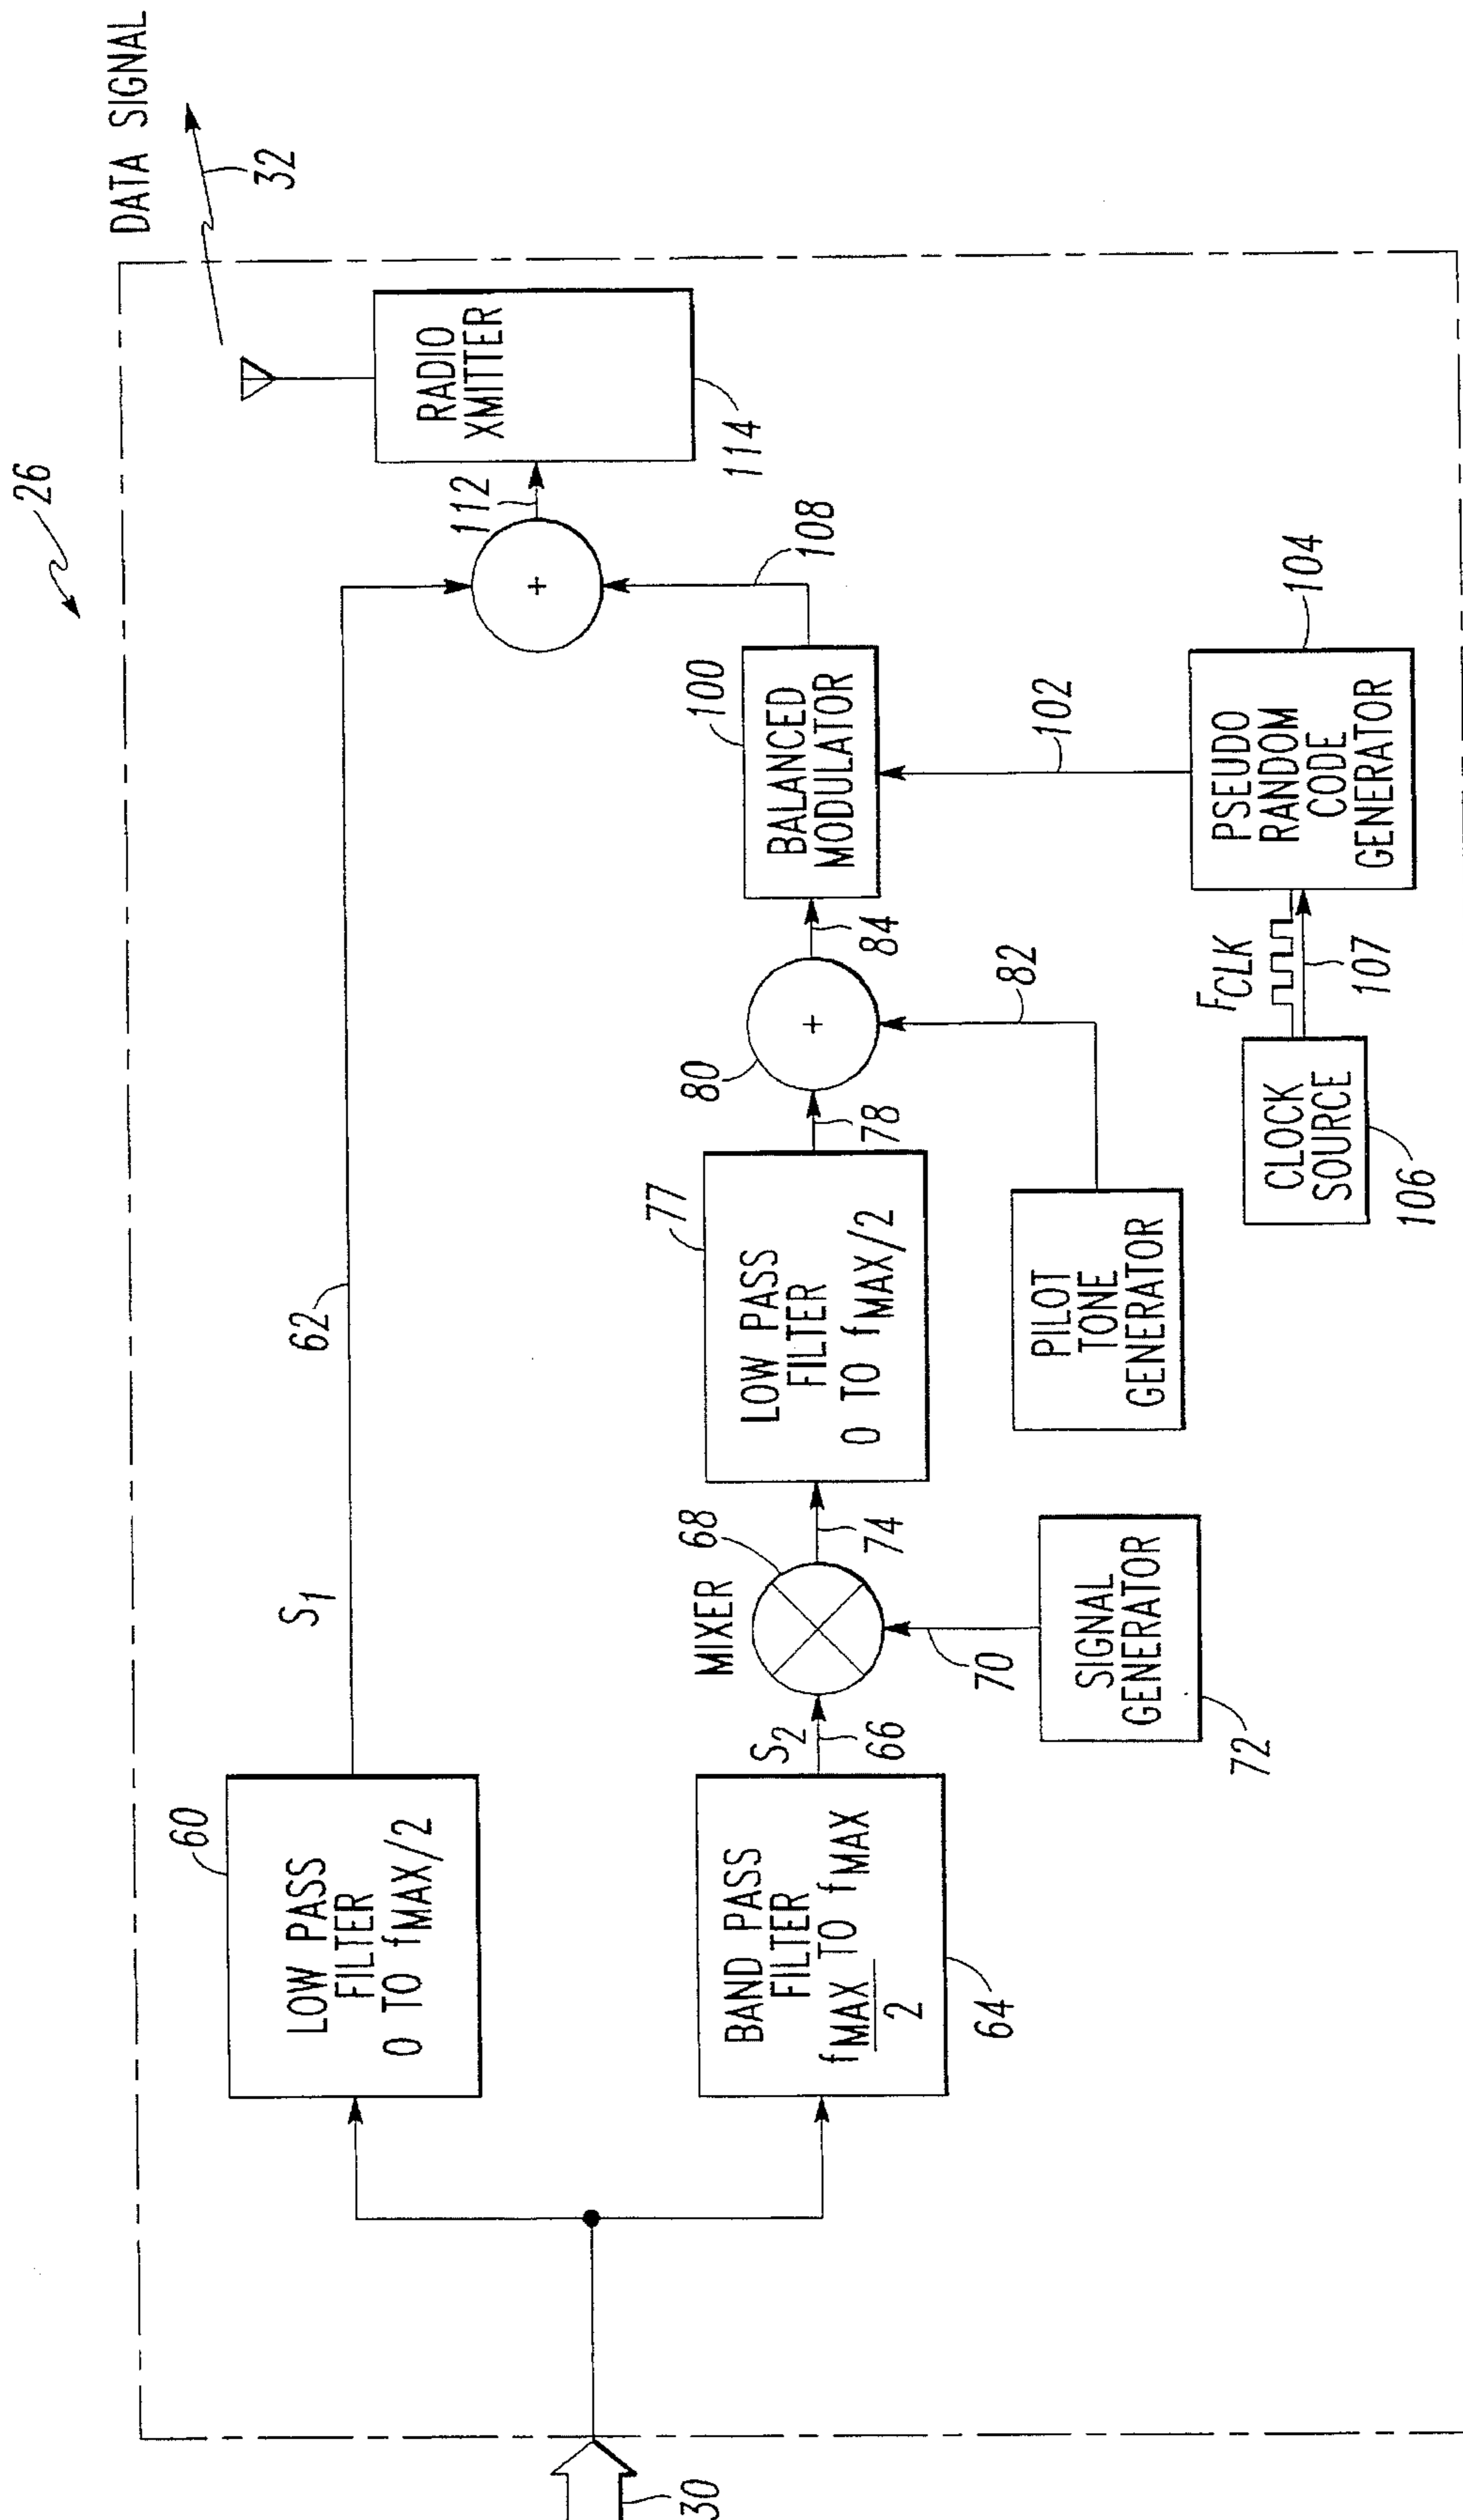 26
DATA SIGNAL
32
60
LOW PASS
FILTER
0 TO fMAX/2
S1
62
112
RADIO
XMITTER
114
30
BAND PASS
FILTER
fMAX TO fMAX
2
64
S2
66
MIXER 68
70
SIGNAL
GENERATOR
72
74
77
LOW PASS
FILTER
0 TO fMAX/2
78
80
PILOT
TONE
GENERATOR
82
84
100
BALANCED
MODULATOR
108
102
CLOCK
SOURCE
106
FCLK
107
PSEUDO
RANDOM
CODE
GENERATOR
104